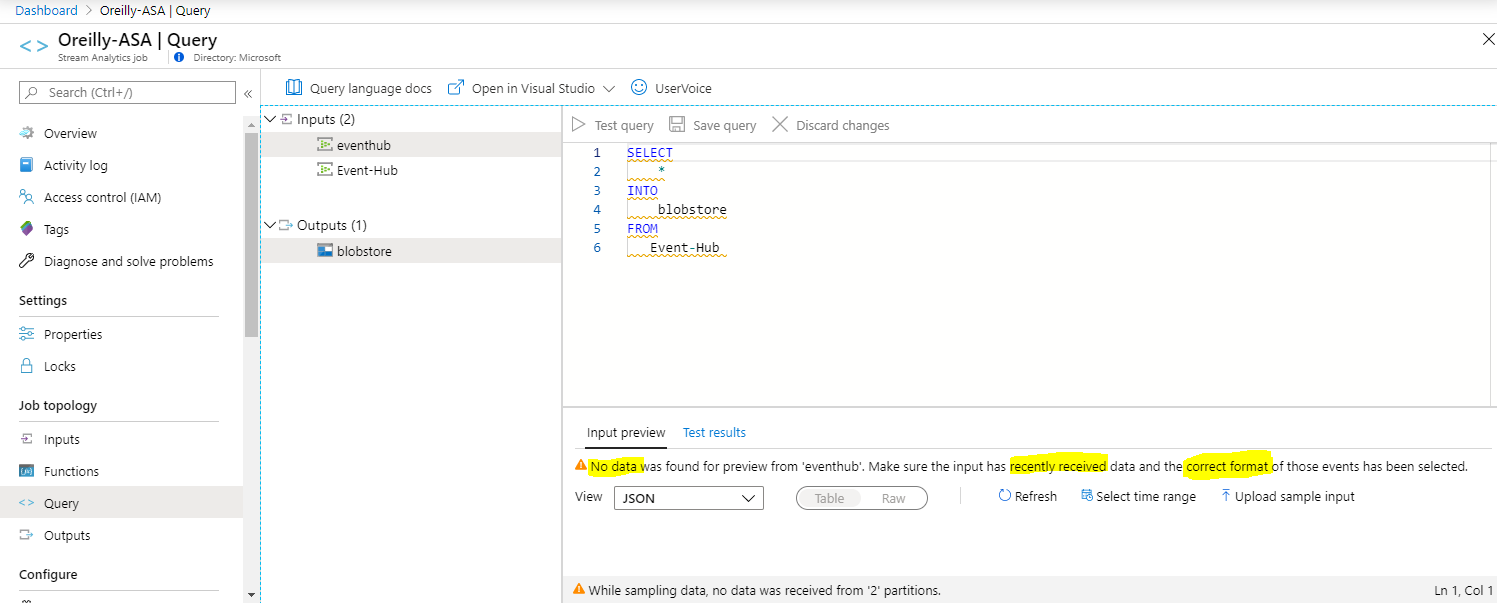 Dashboard > Oreilly-ASA | Query
Oreilly-ASA | Query
Stream Analytics job
Directory: Microsoft
Search (Ctrl+/)
Overview
Activity log
Access control (IAM)
Tags
Diagnose and solve problems
Settings
Properties
Locks
Job topology
Inputs
Functions
Query
Outputs
Configure
Query language docs
Open in Visual Studio
UserVoice
Inputs (2)
eventhub
Event-Hub
Outputs (1)
blobstore
Test query
Save query
Discard changes
1 SELECT
2 *
3 INTO
4 blobstore
5 FROM
6 Event-Hub
Input preview
Test results
No data was found for preview from 'eventhub'. Make sure the input has recently received data and the correct format of those events has been selected.
View
JSON
Table
Raw
Refresh
Select time range
Upload sample input
While sampling data, no data was received from '2' partitions.
Ln 1, Col 1